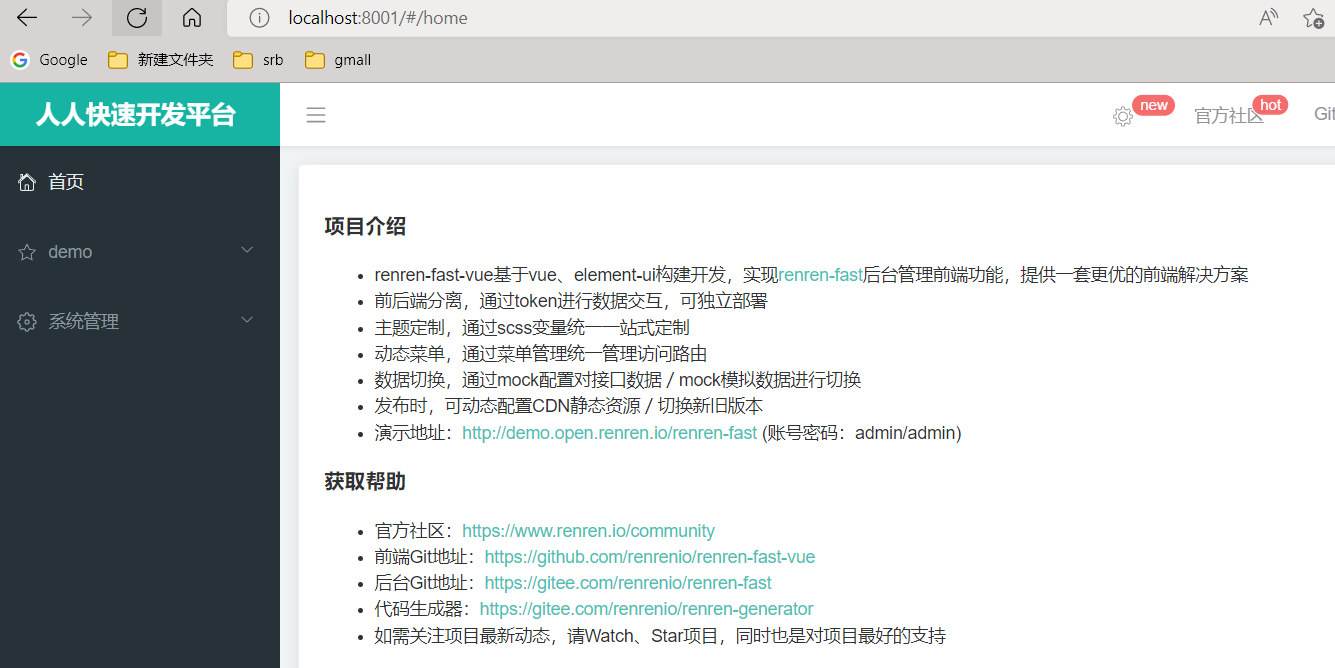 localhost:8001/#/home
Google 新建文件夹 srb gmall
人人快速开发平台
new
官方社区 hot
Git
首页
demo
系统管理
项目介绍
renren-fast-vue基于vue、element-ui构建开发，实现renren-fast后台管理前端功能，提供一套更优的前端解决方案
前后端分离，通过token进行数据交互，可独立部署
主题定制，通过scss变量统一一站式定制
动态菜单，通过菜单管理统一管理访问路由
数据切换，通过mock配置对接口数据／mock模拟数据进行切换
发布时，可动态配置CDN静态资源／切换新旧版本
演示地址：http://demo.open.renren.io/renren-fast (账号密码：admin/admin)
获取帮助
官方社区：https://www.renren.io/community
前端Git地址：https://github.com/renrenio/renren-fast-vue
后台Git地址：https://gitee.com/renrenio/renren-fast
代码生成器：https://gitee.com/renrenio/renren-generator
如需关注项目最新动态，请Watch、Star项目，同时也是对项目最好的支持